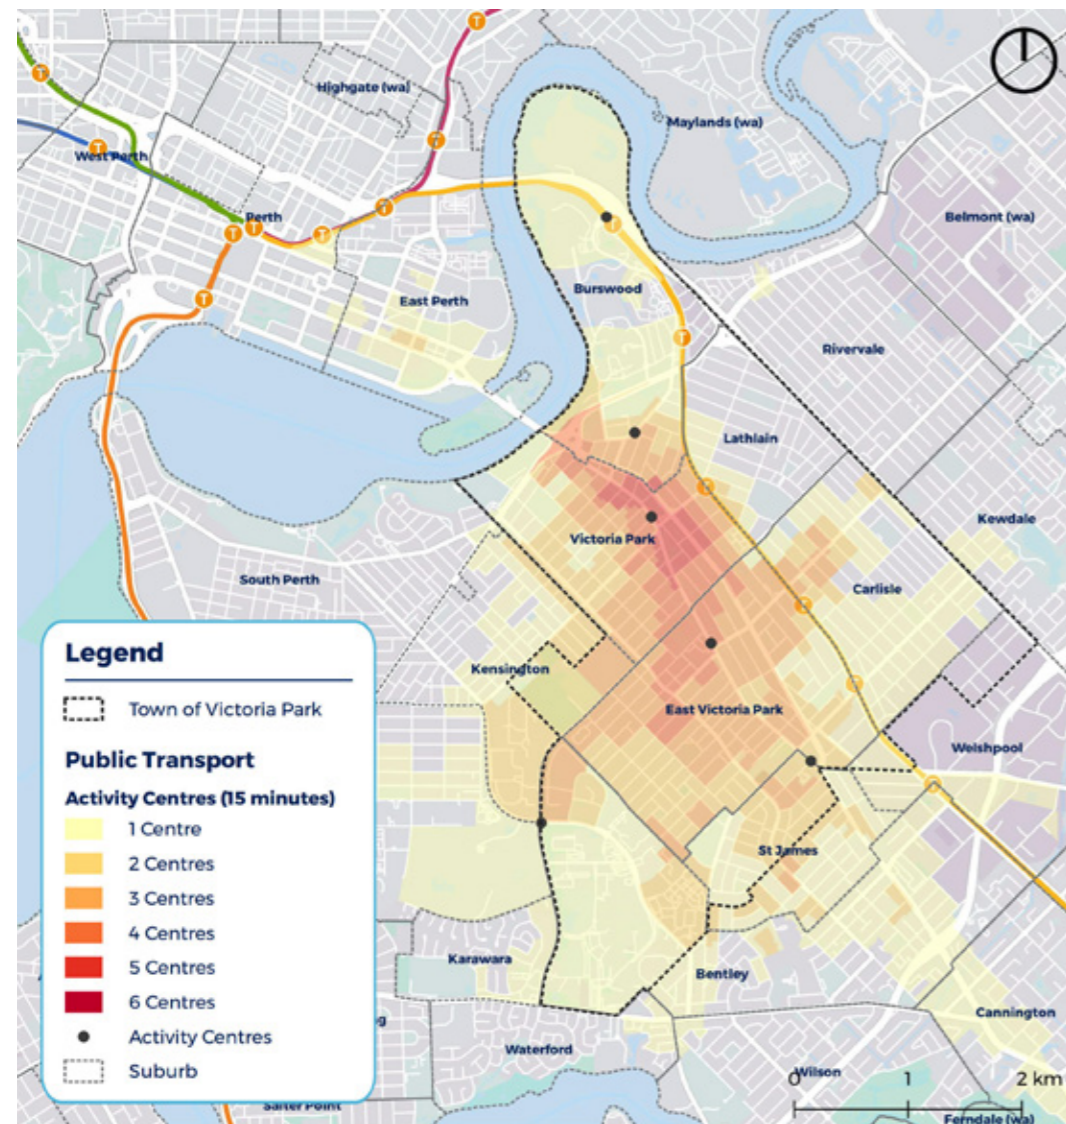 Highgate (wa)
Maylands (wa)
West Perth
Perth
Belmont (wa)
Burswood
East Perth
Rivervale
Lathlain
Kewdale
Victoria Park
South Perth
Carlisle
Kensington
East Victoria Park
Welshpool
St James
Karawara
Bentley
Cannington
Waterford
Wilson
Salter Point
Ferndale (wa)
0 1 2 km
Legend
Town of Victoria Park
Public Transport
Activity Centres (15 minutes)
1 Centre
2 Centres
3 Centres
4 Centres
5 Centres
6 Centres
Activity Centres
Suburb
T
T
T
T
T
T
T
T
T
T
T